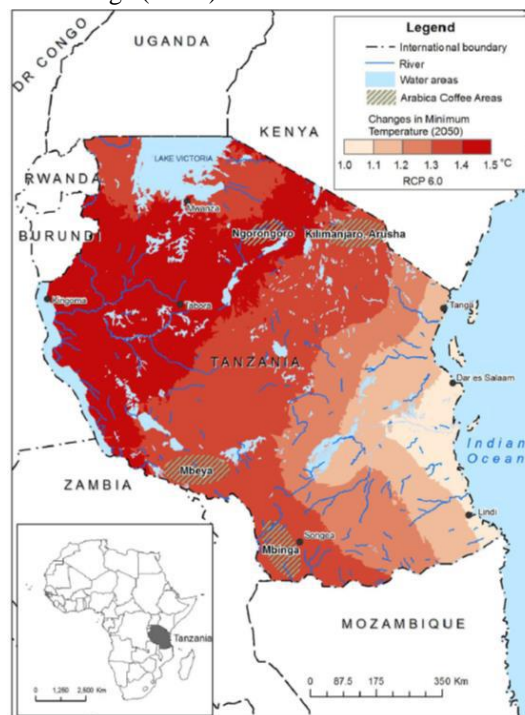 DR CONGO
UGANDA
KENYA
Legend
International boundary
River
Water areas
Arabica Coffee Areas
Changes in Minimum
Temperature (2050)
1.0 1.1 1.2 1.3 1.4 1.5 °C
RCP 6.0
LAKE VICTORIA
RWANDA
Mwanza
BURUNDI
Ngorongoro
Kilimanjaro, Arusha
Kingoma
Tabora
Tanga
TANZANIA
Dar es Salaam
Indian
Ocean
Mbeya
ZAMBIA
Lindi
Songea
Mbinga
MOZAMBIQUE
Tanzania
0 1,250 2,500 Km
0 87.5 175 350 KM